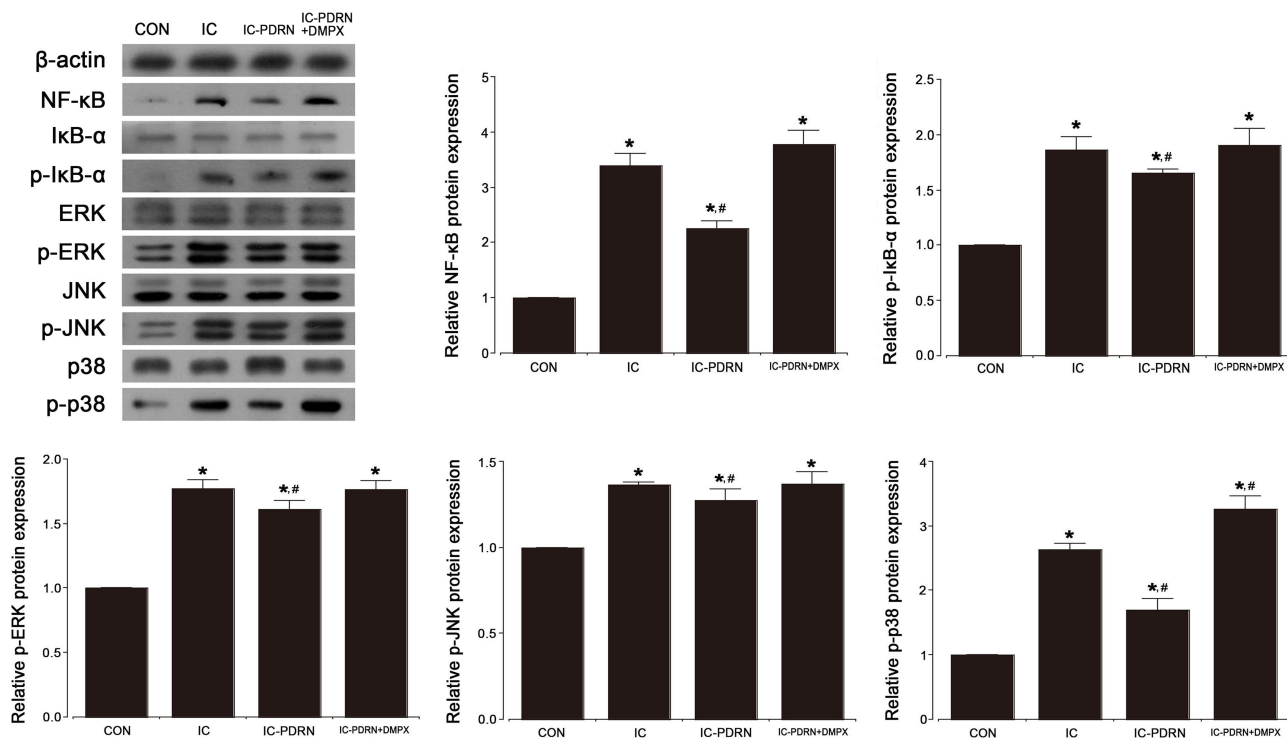 CON IC IC-PDRN IC-PDRN
+DMPX
β-actin
NF-κB
IκB-α
p-IκB-α
ERK
p-ERK
JNK
p-JNK
p38
p-p38
Relative NF-κB protein expression
5
4
3
2
1
0
*
*,#
*
CON IC IC-PDRN IC-PDRN+DMPX
Relative p-IκB-α protein expression
2.5
2.0
1.5
1.0
0.5
0.0
*
*,#
*
CON IC IC-PDRN IC-PDRN+DMPX
Relative p-ERK protein expression
2.0
1.5
1.0
0.5
0.0
*
*,#
*
CON IC IC-PDRN IC-PDRN+DMPX
Relative p-JNK protein expression
1.5
1.0
0.5
0.0
*
*,#
*
CON IC IC-PDRN IC-PDRN+DMPX
Relative p-p38 protein expression
4
3
2
1
0
*
*,#
*,#
CON IC IC-PDRN IC-PDRN+DMPX